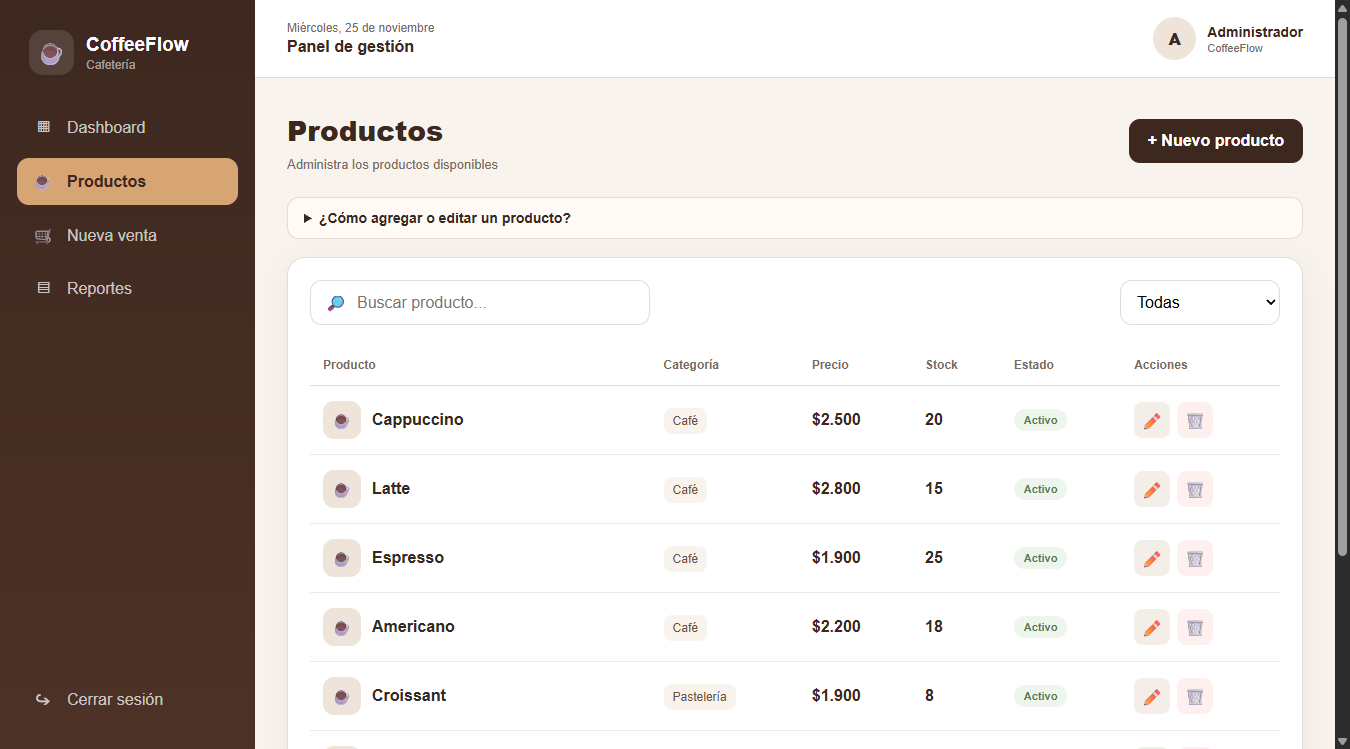 CoffeeFlow
Cafetería
Dashboard
Productos
Nueva venta
Reportes
Cerrar sesión
Miércoles, 25 de noviembre
Panel de gestión
A
Administrador
CoffeeFlow
Productos
Administra los productos disponibles
+ Nuevo producto
¿Cómo agregar o editar un producto?
Buscar producto...
Todas
Producto Categoría Precio Stock Estado Acciones
Cappuccino Café $2.500 20 Activo
Latte Café $2.800 15 Activo
Espresso Café $1.900 25 Activo
Americano Café $2.200 18 Activo
Croissant Pastelería $1.900 8 Activo